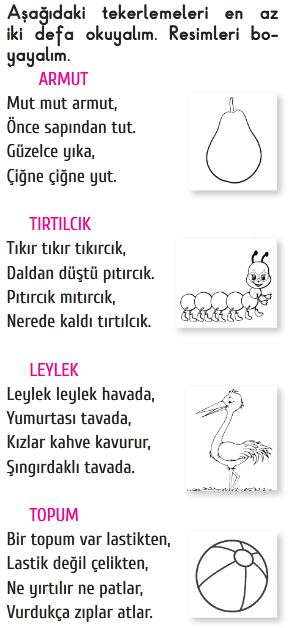 Aşağıdaki tekerlemeleri en az
iki defa okuyalım. Resimleri bo-
yayalım.
ARMUT
Mut mut armut,
Önce sapından tut.
Güzelce yıka,
Çiğne çiğne yut.
TIRTILCIK
Tıkır tıkır tıkırcık,
Daldan düştü pıtırcık.
Pıtırcık mıtırcık,
Nerede kaldı tırtılcık.
LEYLEK
Leylek leylek havada,
Yumurtası tavada,
Kızlar kahve kavurur,
Şıngırdaklı tavada.
TOPUM
Bir topum var lastikten,
Lastik değil çelikten,
Ne yırtılır ne patlar,
Vurdukça zıplar atlar.